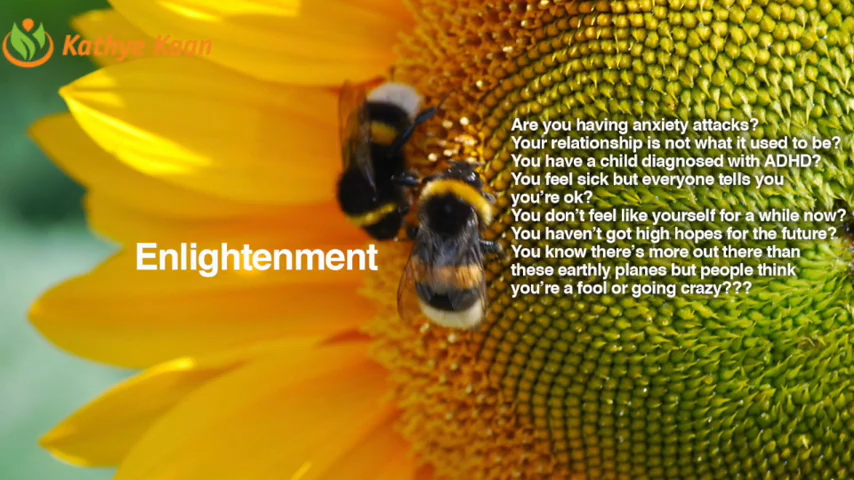 Kathye Kaan
Enlightenment
Are you having anxiety attacks?
Your relationship is not what it used to be?
You have a child diagnosed with ADHD?
You feel sick but everyone tells you
you're ok?
You don't feel like yourself for a while now?
You haven't got high hopes for the future?
You know there's more out there than
these earthly planes but people think
you're a fool or going crazy???